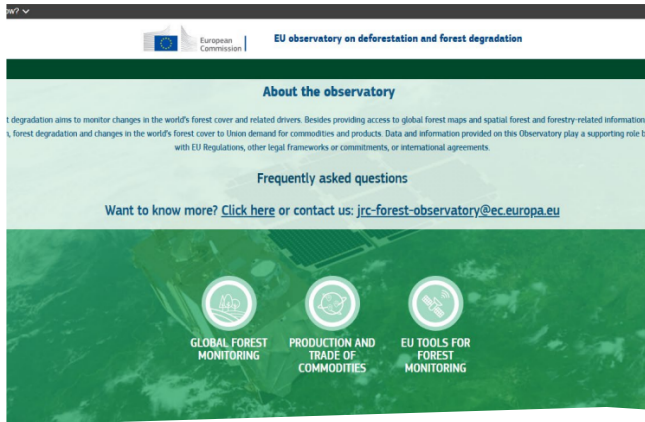 ow?
European
Commission
EU observatory on deforestation and forest degradation
About the observatory
t degradation aims to monitor changes in the world's forest cover and related drivers. Besides providing access to global forest maps and spatial forest and forestry-related information
, forest degradation and changes in the world's forest cover to Union demand for commodities and products. Data and information provided on this Observatory play a supporting role b
with EU Regulations, other legal frameworks or commitments, or international agreements.
Frequently asked questions
Want to know more? Click here or contact us: jrc-forest-observatory@ec.europa.eu
GLOBAL FOREST
MONITORING
PRODUCTION AND
TRADE OF
COMMODITIES
EU TOOLS FOR
FOREST
MONITORING